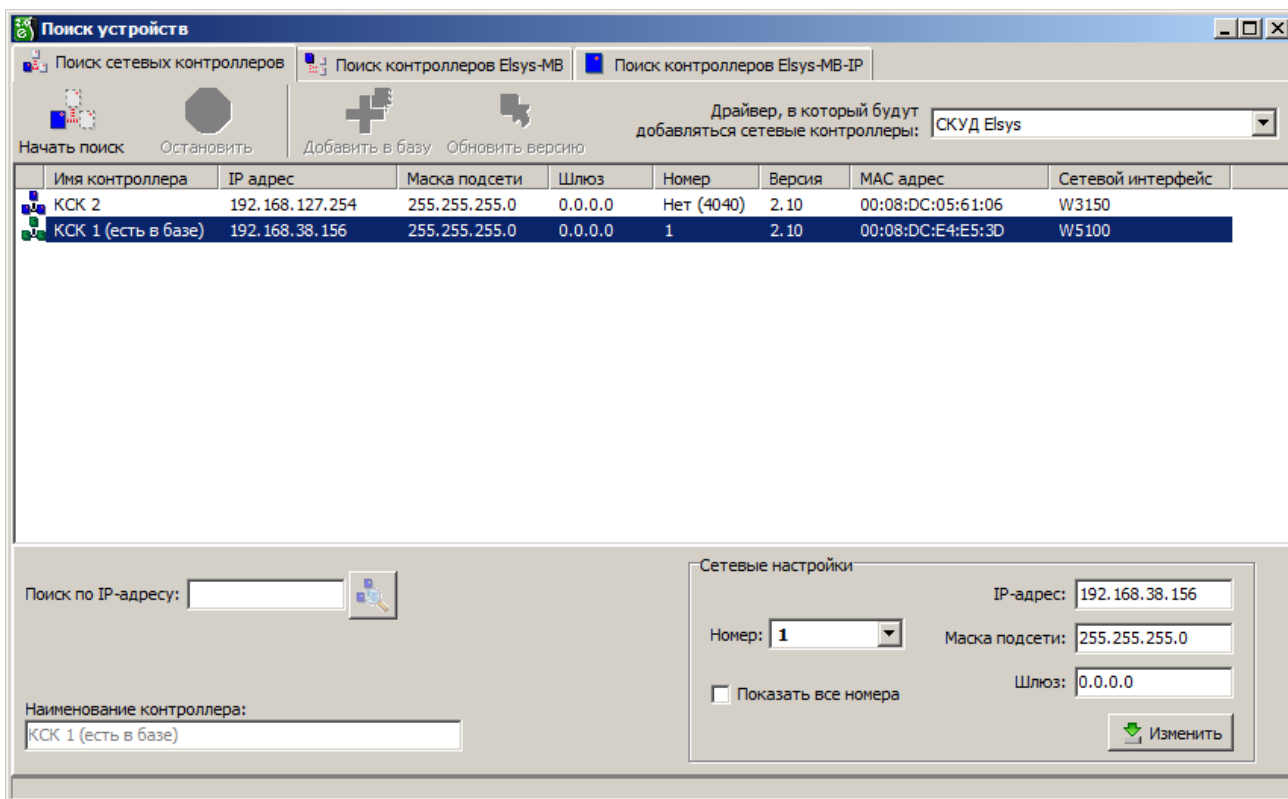 Поиск устройств
Поиск сетевых контроллеров Поиск контроллеров Elsys-MB Поиск контроллеров Elsys-MB-IP
Начать поиск Остановить Добавить в базу Обновить версию
Драйвер, в который будут
добавляться сетевые контроллеры: СКУД Elsys
Имя контроллера IP адрес Маска подсети Шлюз Номер Версия MAC адрес Сетевой интерфейс
КСК 2 192.168.127.254 255.255.255.0 0.0.0.0 Нет (4040) 2.10 00:08:DC:05:61:06 W3150
КСК 1 (есть в базе) 192.168.38.156 255.255.255.0 0.0.0.0 1 2.10 00:08:DC:E4:E5:3D W5100
Поиск по IP-адресу:
Наименование контроллера:
КСК 1 (есть в базе)
Сетевые настройки
IP-адрес: 192.168.38.156
Номер: 1 Маска подсети: 255.255.255.0
Показать все номера Шлюз: 0.0.0.0
Изменить